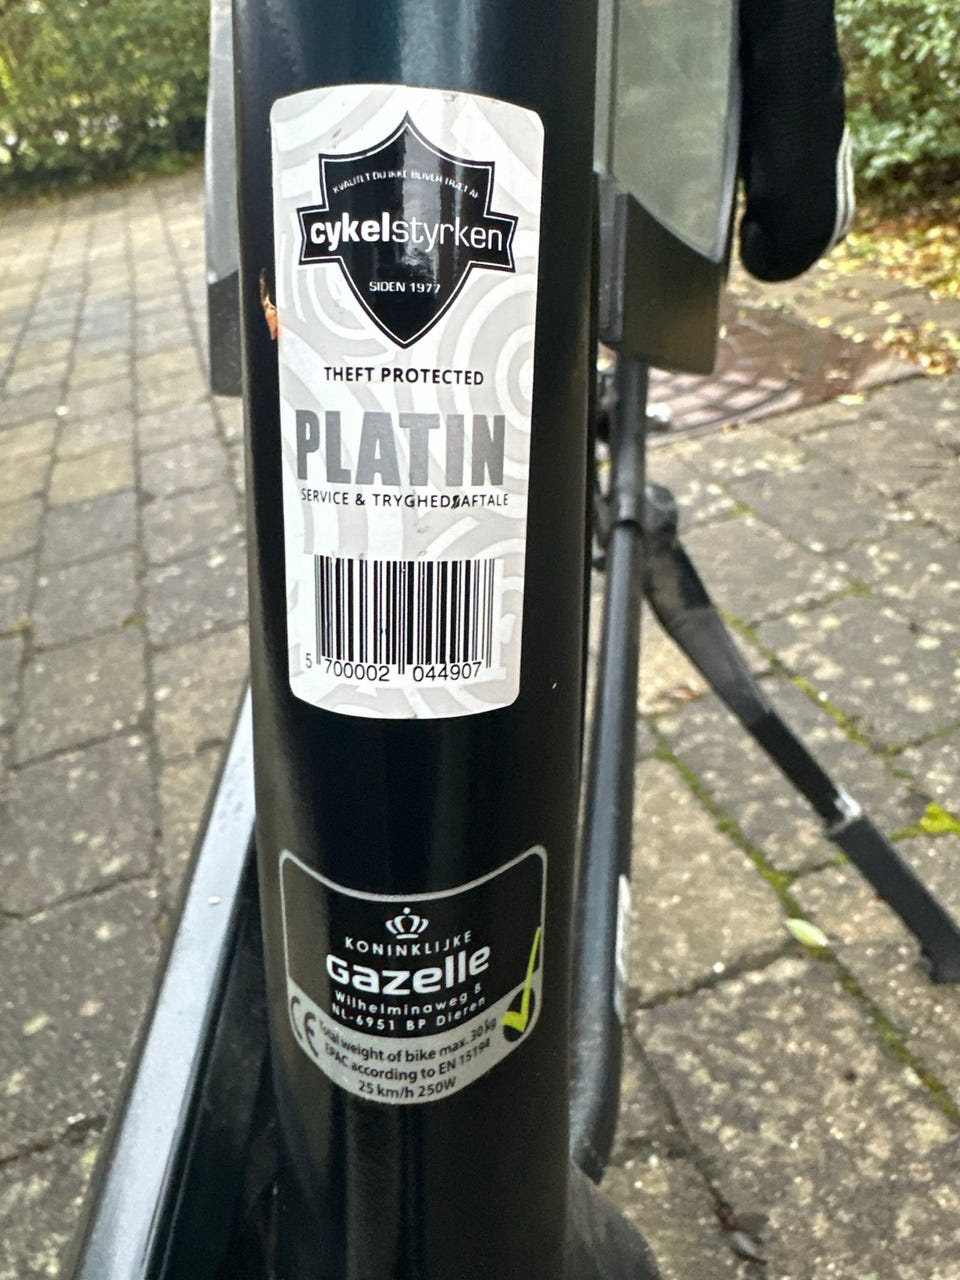 KVALITET DU IKKE BLIVER TRÆT AF
cykelstyrken
SIDEN 1977
THEFT PROTECTED
PLATIN
SERVICE & TRYGHEDSAFTALE
5 700002 044907
KONINKLIJKE
Gazelle
Wilhelminaweg 8
NL-6951 BP Dieren
CE
Total weight of bike max. 30 kg
EPAC according to EN 15194
25 km/h 250W